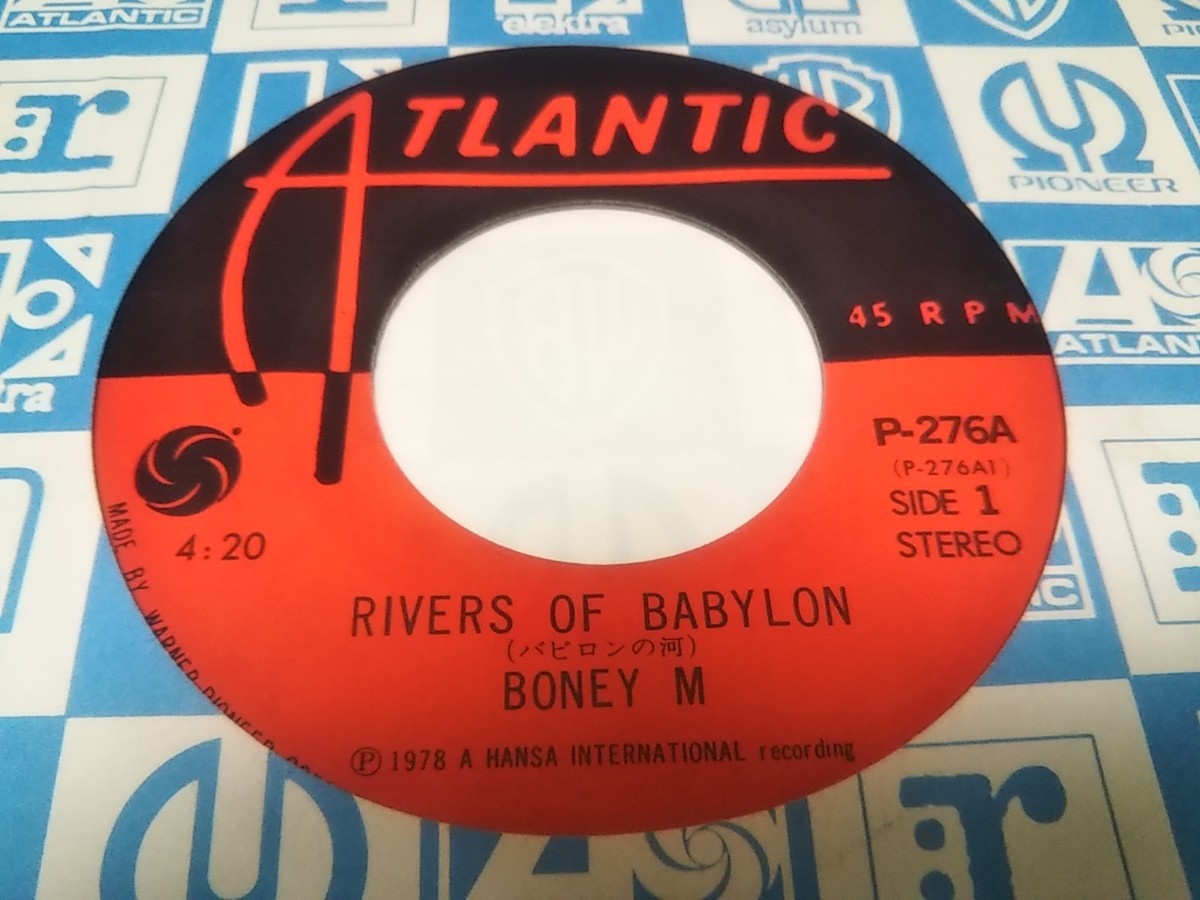 ATLANTIC
elektra
asylum
PIONEER
ATLANTIC
45 RPM
P-276A
(P-276A1)
SIDE 1
STEREO
4:20
RIVERS OF BABYLON
(バビロンの河)
BONEY M
Ⓟ 1978 A HANSA INTERNATIONAL recording
MADE BY WARNER-PIONEER